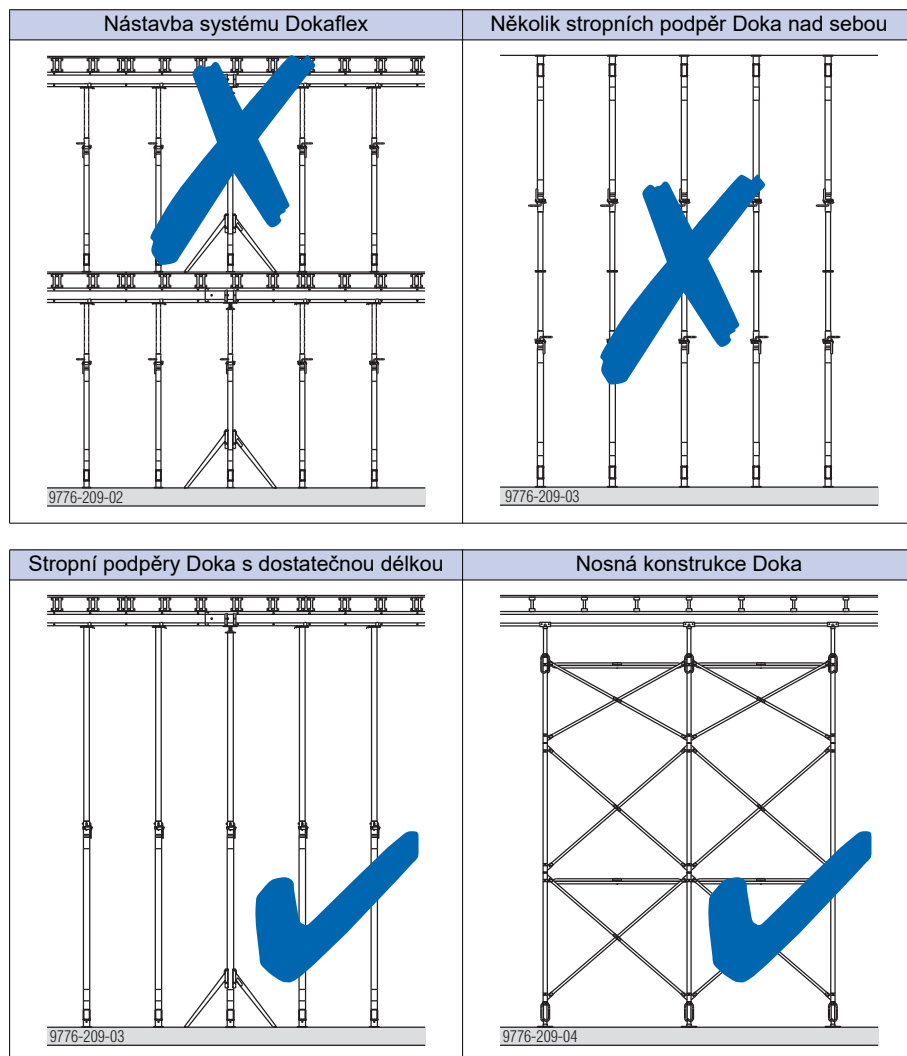 Nástavba systému Dokaflex
Několik stropních podpěr Doka nad sebou
9776-209-02
9776-209-03
Stropní podpěry Doka s dostatečnou délkou
Nosná konstrukce Doka
9776-209-03
9776-209-04